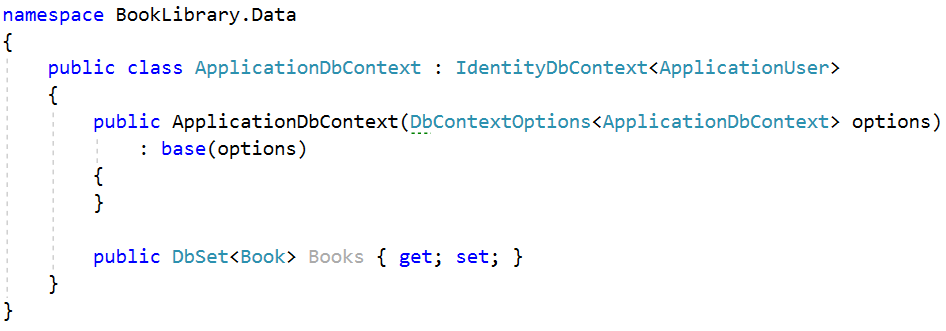 namespace BookLibrary.Data
{
    public class ApplicationDbContext : IdentityDbContext<ApplicationUser>
    {
        public ApplicationDbContext(DbContextOptions<ApplicationDbContext> options)
            : base(options)
        {
        }

        public DbSet<Book> Books { get; set; }
    }
}